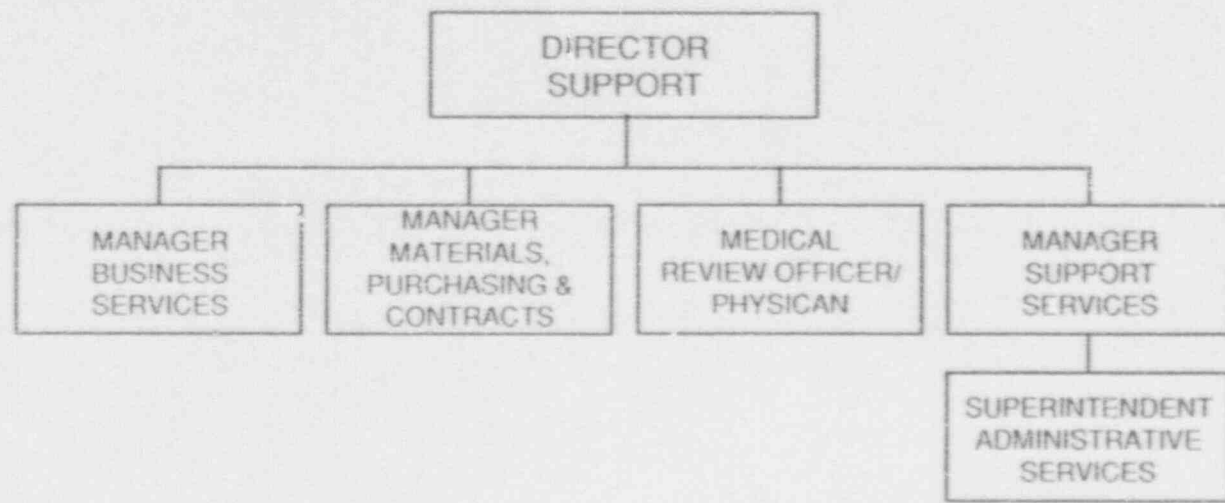 DIRECTOR
SUPPORT
MANAGER
BUSINESS
SERVICES
MANAGER
MATERIALS,
PURCHASING &
CONTRACTS
MEDICAL
REVIEW OFFICER/
PHYSICAN
MANAGER
SUPPORT
SERVICES
SUPERINTENDENT
ADMINISTRATIVE
SERVICES